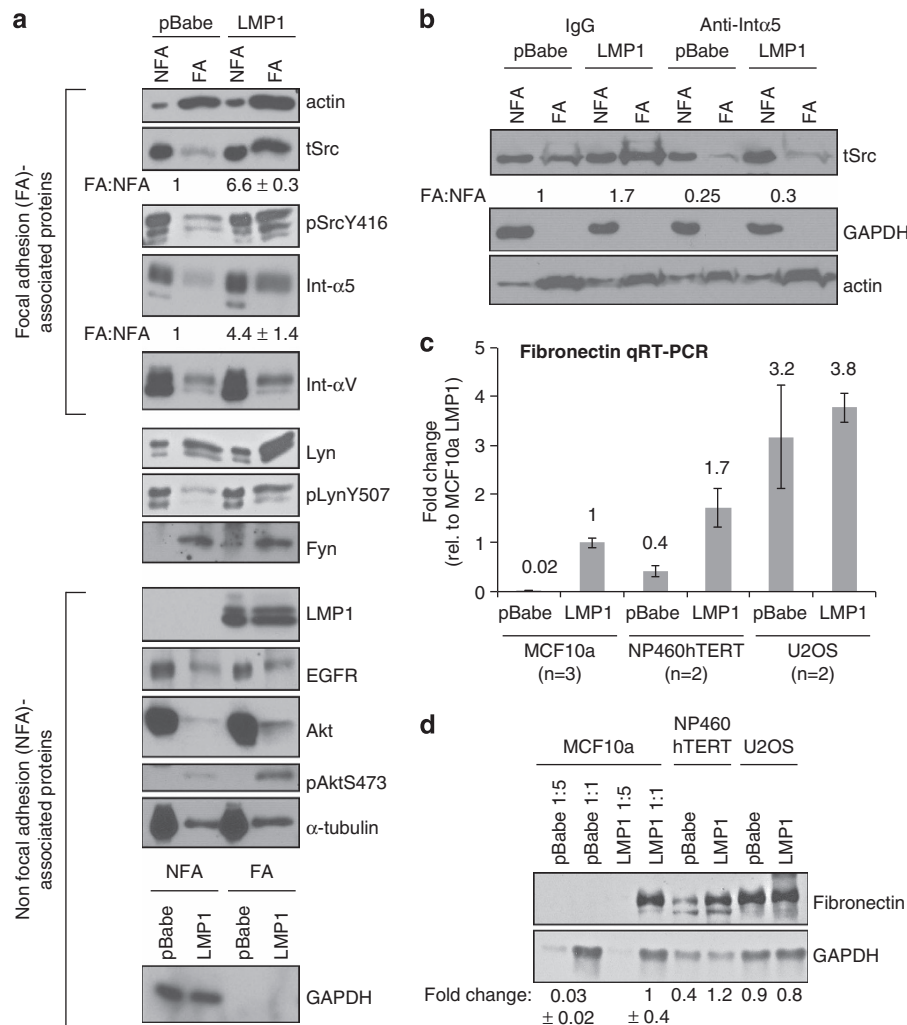 a
pBabe LMP1
NFA FA NFA FA
Focal adhesion (FA)-
associated proteins
actin
tSrc
FA:NFA 1 6.6 ± 0.3
pSrcY416
Int-α5
FA:NFA 1 4.4 ± 1.4
Int-αV
Lyn
pLynY507
Fyn
Non focal adhesion (NFA)-
associated proteins
LMP1
EGFR
Akt
pAktS473
α-tubulin
NFA FA
pBabe LMP1 pBabe LMP1
GAPDH
b
IgG Anti-Intα5
pBabe LMP1 pBabe LMP1
NFA FA NFA FA NFA FA NFA FA
tSrc
FA:NFA 1 1.7 0.25 0.3
GAPDH
actin
c
Fibronectin qRT-PCR
Fold change
(rel. to MCF10a LMP1)
5
4
3
2
1
0
0.02 1 0.4 1.7 3.2 3.8
pBabe LMP1 pBabe LMP1 pBabe LMP1
MCF10a NP460hTERT U2OS
(n=3) (n=2) (n=2)
d
MCF10a NP460 hTERT U2OS
pBabe 1:5 pBabe 1:1 LMP1 1:5 LMP1 1:1 pBabe LMP1 pBabe LMP1
Fibronectin
GAPDH
Fold change: 0.03 1 0.4 1.2 0.9 0.8
± 0.02 ± 0.4